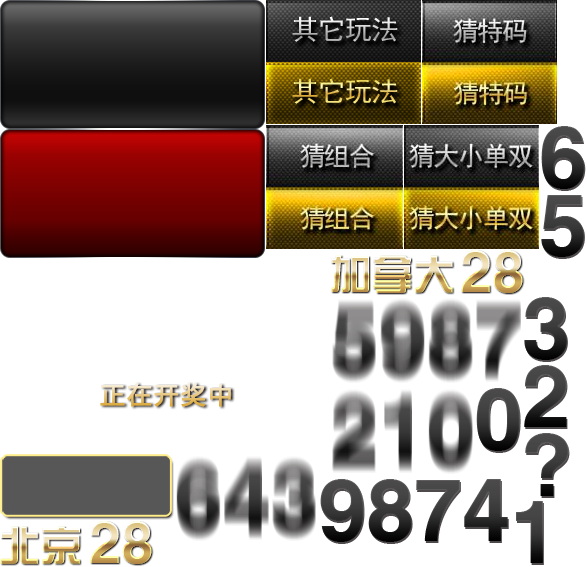 其它玩法 猜特码
其它玩法 猜特码
猜组合 猜大小单双 6
猜组合 猜大小单双 5
加拿大28
5987 3
正在开奖中 2
2100 0
?
643 98741
北京28